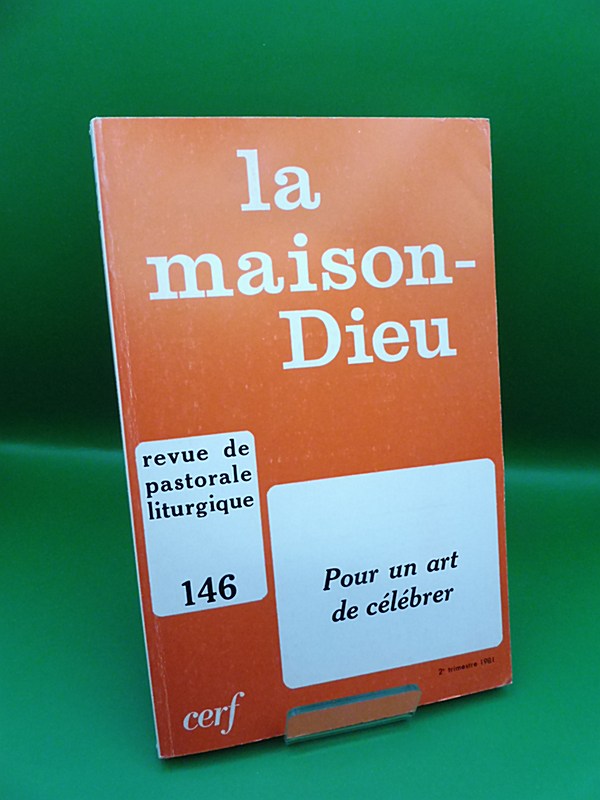 la
maison-
Dieu
revue de
pastorale
liturgique
146
Pour un art
de célébrer
2e trimestre 1981
cerf